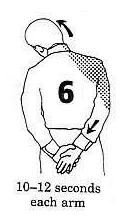 6
10–12 seconds
each arm